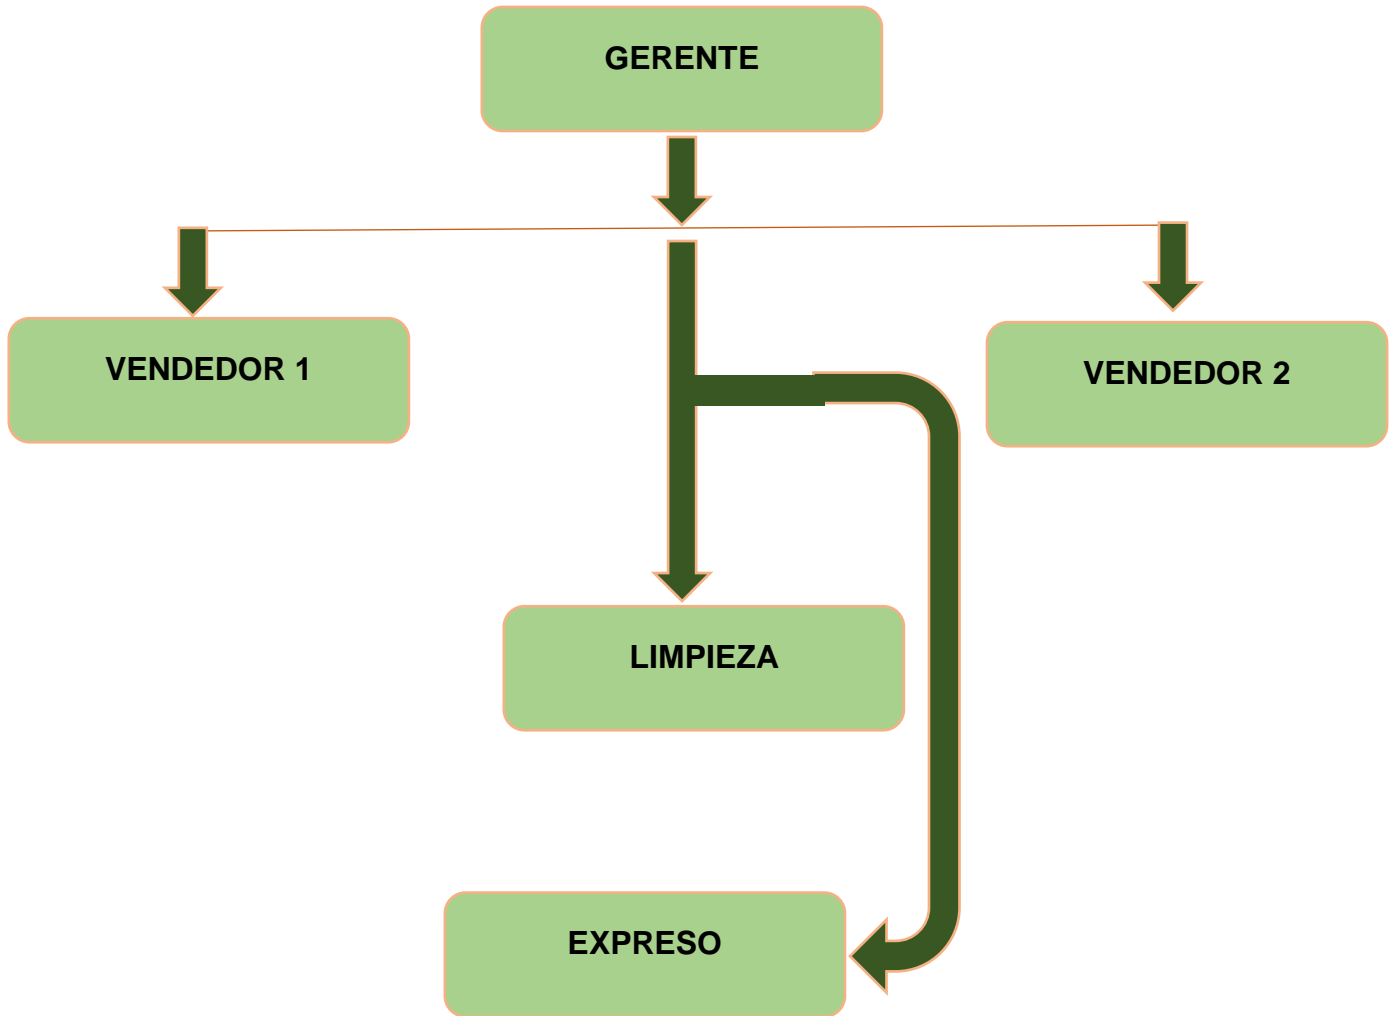 GERENTE
VENDEDOR 1
VENDEDOR 2
LIMPIEZA
EXPRESO